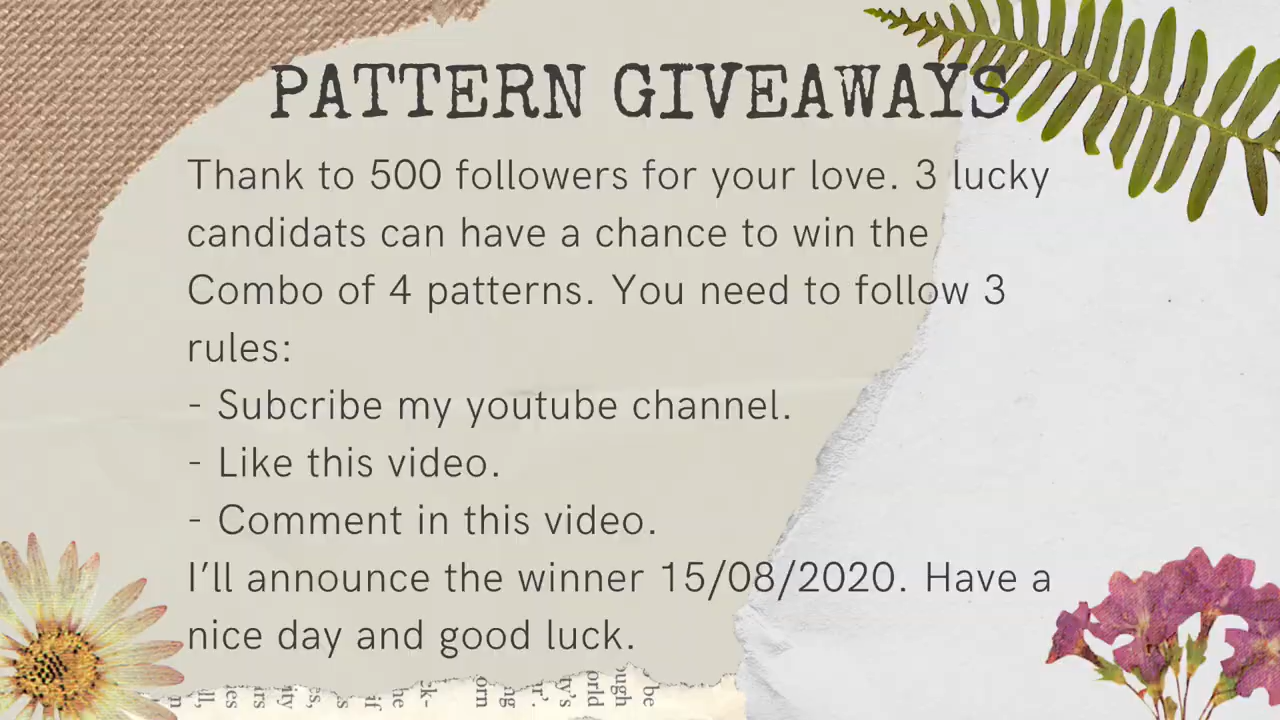 PATTERN GIVEAWAYS
Thank to 500 followers for your love. 3 lucky
candidats can have a chance to win the
Combo of 4 patterns. You need to follow 3
rules:
- Subcribe my youtube channel.
- Like this video.
- Comment in this video.
I'll announce the winner 15/08/2020. Have a
nice day and good luck.